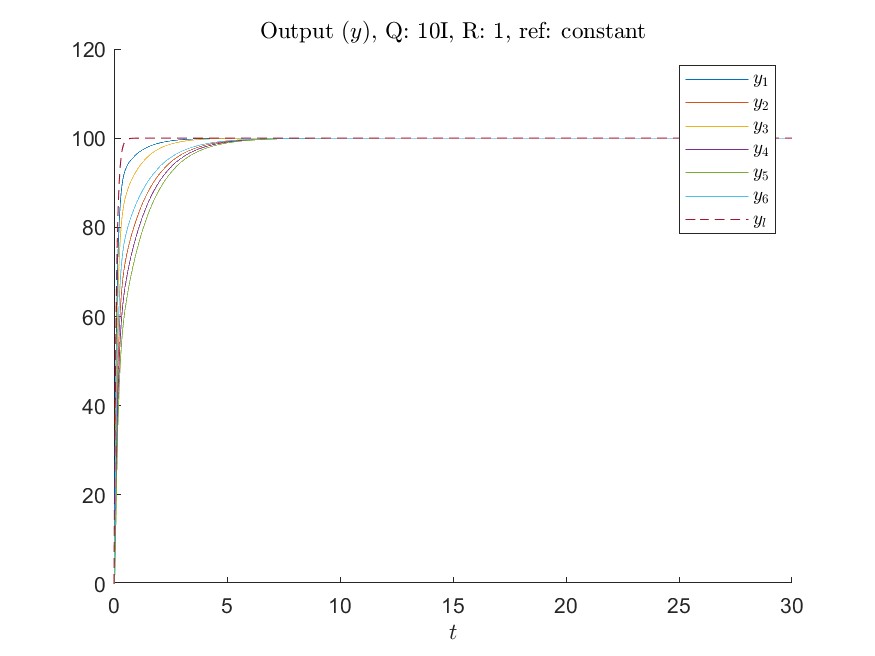 Output (y), Q: 10I, R: 1, ref: constant
120
100
80
60
40
20
0
0 5 10 15 20 25 30
t
y₁
y₂
y₃
y₄
y₅
y₆
yₗ